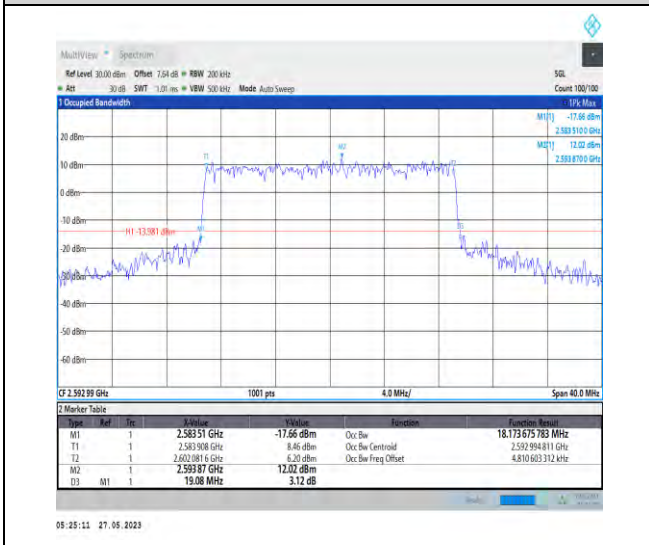 MultiView Spectrum
Ref Level 30.00 dBm Offset 7.64 dB RBW 200 kHz SGL
Att 30 dB SWT 1.01 ms VBW 500 kHz Mode Auto Sweep Count 100/100
1 Occupied Bandwidth 1Pk Max
M1[1] -17.66 dBm
2.583 5100 GHz
M2[1] 12.02 dBm
2.593 8700 GHz
20 dBm
M2
T1
10 dBm
0 dBm
-10 dBm
H1 -13.981 dBm
M1
-20 dBm
-30 dBm
-40 dBm
-50 dBm
-60 dBm
CF 2.592 99 GHz 1001 pts 4.0 MHz/ Span 40.0 MHz
2 Marker Table
Type Ref Trc X-Value Y-Value Function Function Result
M1 1 2.583 51 GHz -17.66 dBm Occ Bw 18.173 675 783 MHz
T1 1 2.583 908 GHz 8.46 dBm Occ Bw Centroid 2.592 994 811 GHz
T2 1 2.602 081 6 GHz 6.20 dBm Occ Bw Freq Offset 4.810 603 312 kHz
M2 1 2.593 87 GHz 12.02 dBm
D3 M1 1 19.08 MHz 3.12 dB
05:25:11 27.05.2023